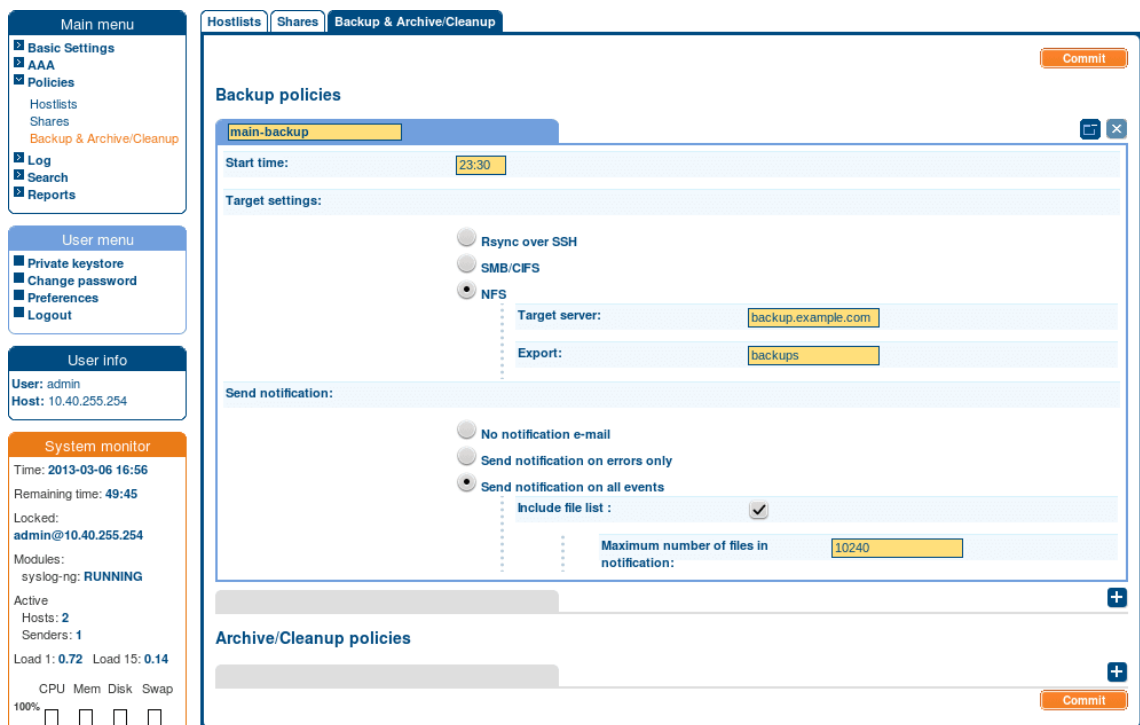 Main menu
Basic Settings
AAA
Policies
Hostlists
Shares
Backup & Archive/Cleanup
Log
Search
Reports
User menu
Private keystore
Change password
Preferences
Logout
User info
User: admin
Host: 10.40.255.254
System monitor
Time: 2013-03-06 16:56
Remaining time: 49:45
Locked:
admin@10.40.255.254
Modules:
syslog-ng: RUNNING
Active
Hosts: 2
Senders: 1
Load 1: 0.72 Load 15: 0.14
CPU Mem Disk Swap
100%
Hostlists Shares Backup & Archive/Cleanup
Commit
Backup policies
main-backup
Start time: 23:30
Target settings:
Rsync over SSH
SMB/CIFS
NFS
Target server: backup.example.com
Export: backups
Send notification:
No notification e-mail
Send notification on errors only
Send notification on all events
Include file list :
Maximum number of files in 10240
notification:
Archive/Cleanup policies
Commit